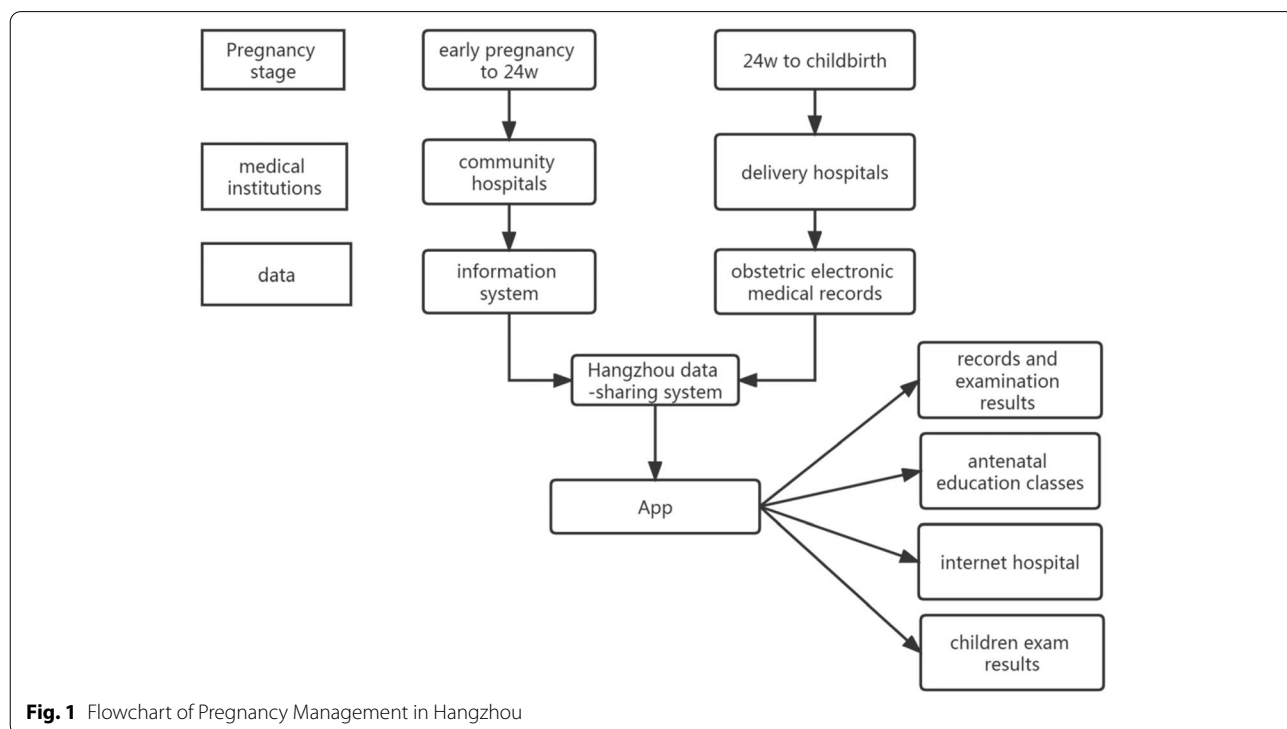 Pregnancy
stage
early pregnancy
to 24w
24w to childbirth
medical
institutions
community
hospitals
delivery hospitals
data
information
system
obstetric electronic
medical records
Hangzhou data
-sharing system
records and
examination
results
antenatal
education classes
App
internet hospital
children exam
results
Fig. 1 Flowchart of Pregnancy Management in Hangzhou